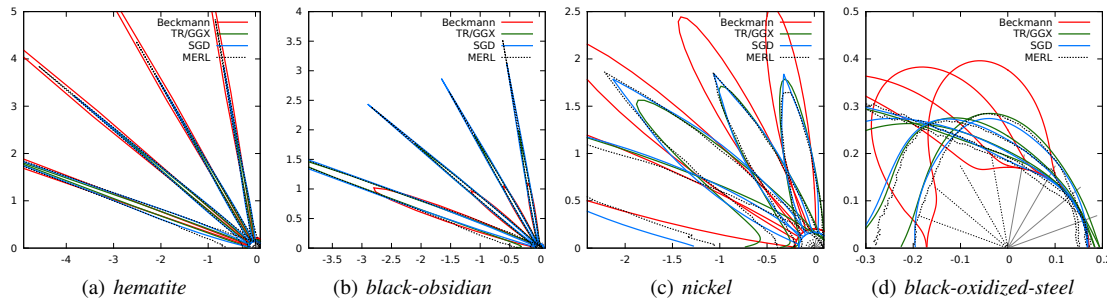 5
4
3
2
1
0
-4 -3 -2 -1 0
Beckmann
TR/GGX
SGD
MERL
(a) hematite
4
3.5
3
2.5
2
1.5
1
0.5
0
-3.5 -3 -2.5 -2 -1.5 -1 -0.5 0
Beckmann
TR/GGX
SGD
MERL
(b) black-obsidian
2.5
2
1.5
1
0.5
0
-2 -1.5 -1 -0.5 0
Beckmann
TR/GGX
SGD
MERL
(c) nickel
0.5
0.4
0.3
0.2
0.1
0
-0.3 -0.2 -0.1 0 0.1 0.2
Beckmann
TR/GGX
SGD
MERL
(d) black-oxidized-steel